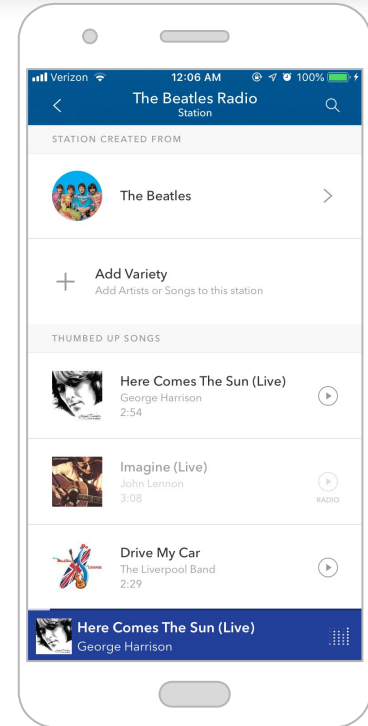 Verizon 12:06 AM 100%
The Beatles Radio
Station
STATION CREATED FROM
The Beatles
Add Variety
Add Artists or Songs to this station
THUMBED UP SONGS
Here Comes The Sun (Live)
George Harrison
2:54
Imagine (Live)
John Lennon
3:08
RADIO
Drive My Car
The Liverpool Band
2:29
Here Comes The Sun (Live)
George Harrison